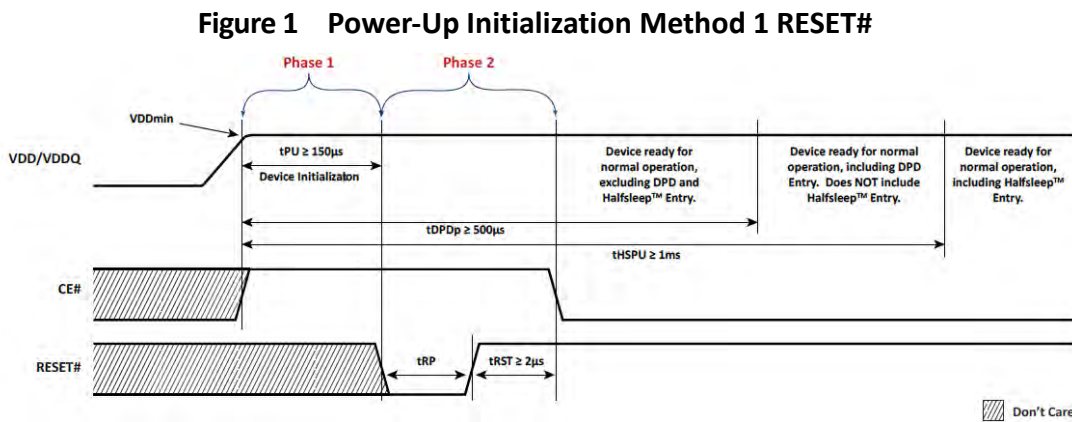 Figure 1 Power-Up Initialization Method 1 RESET#
Phase 1
Phase 2
VDDmin
VDD/VDDQ
tPU ≥ 150µs
Device Initializaton
Device ready for
normal operation,
excluding DPD and
Halfsleep™ Entry.
Device ready for normal
operation, including DPD
Entry. Does NOT include
Halfsleep™ Entry.
Device ready for
normal operation,
including Halfsleep™
Entry.
tDPDp ≥ 500µs
tHSPU ≥ 1ms
CE#
RESET#
tRP
tRST ≥ 2µs
Don't Care